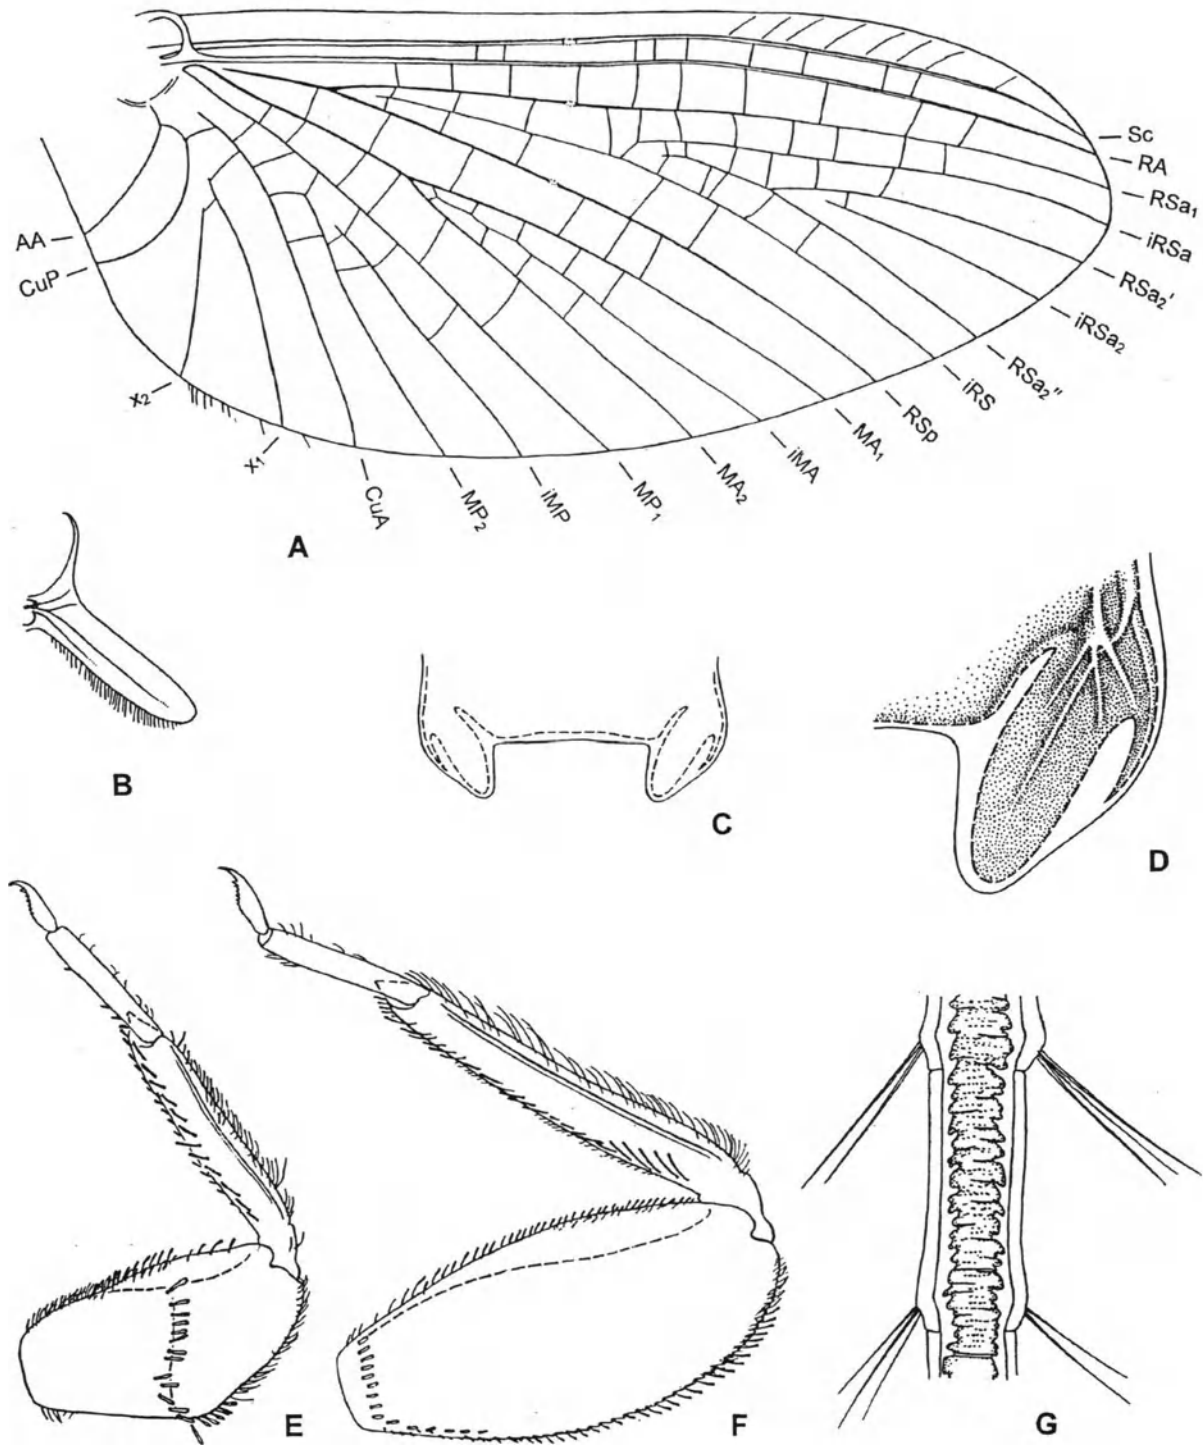 Sc
RA
RSa₁
iRSa
RSa₂'
iRSa₂
RSa₂''
iRS
RSp
MA₁
iMA
MA₂
MP₁
iMP
MP₂
CuA
x₁
x₂
CuP
AA
A
B
C
D
E
F
G